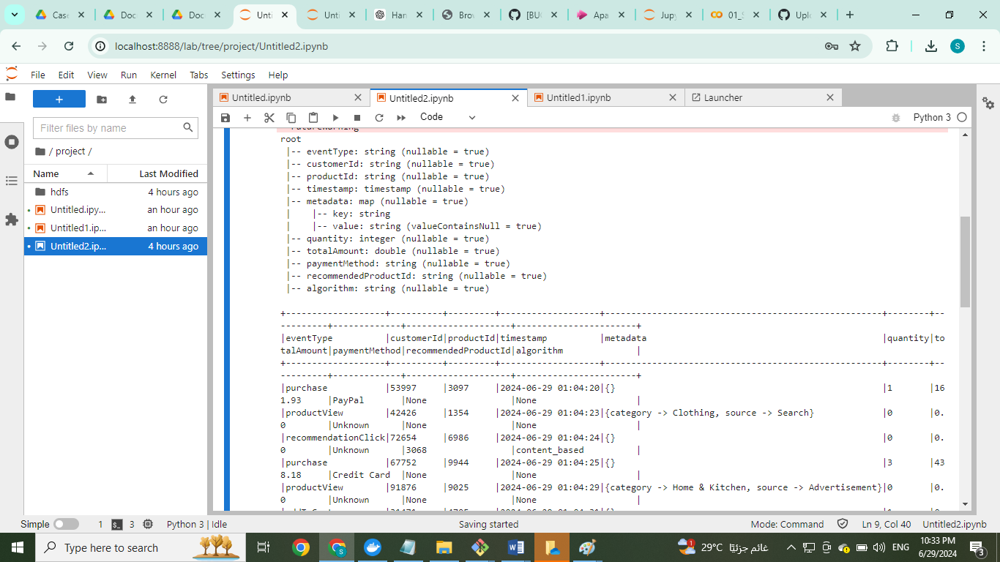 Case
Doc
Doc
Unti
Unti
Han
Brov
[BU
Apa
Jupy
01_
Uplo
localhost:8888/lab/tree/project/Untitled2.ipynb
S
File Edit View Run Kernel Tabs Settings Help
Untitled.ipynb
Untitled2.ipynb
Untitled1.ipynb
Launcher
Code
Python 3
Filter files by name
/ project /
Name Last Modified
hdfs 4 hours ago
Untitled.ipy... an hour ago
Untitled1.ip... an hour ago
Untitled2.ip... 4 hours ago
FutureWarning
root
 |-- eventType: string (nullable = true)
 |-- customerId: string (nullable = true)
 |-- productId: string (nullable = true)
 |-- timestamp: timestamp (nullable = true)
 |-- metadata: map (nullable = true)
 |    |-- key: string
 |    |-- value: string (valueContainsNull = true)
 |-- quantity: integer (nullable = true)
 |-- totalAmount: double (nullable = true)
 |-- paymentMethod: string (nullable = true)
 |-- recommendedProductId: string (nullable = true)
 |-- algorithm: string (nullable = true)
|eventType |customerId|productId|timestamp |metadata |quantity|to
talAmount|paymentMethod|recommendedProductId|algorithm |
|purchase |53997 |3097 |2024-06-29 01:04:20|{} |1 |16
1.93 |PayPal |None |None |
|productView |42426 |1354 |2024-06-29 01:04:23|{category -> Clothing, source -> Search} |0 |0.
0 |Unknown |None |None |
|recommendationClick|72654 |6986 |2024-06-29 01:04:24|{} |0 |0.
0 |Unknown |3068 |content_based |
|purchase |67752 |9944 |2024-06-29 01:04:25|{} |3 |43
8.18 |Credit Card |None |None |
|productView |91876 |9025 |2024-06-29 01:04:29|{category -> Home & Kitchen, source -> Advertisement}|0 |0.
0 |Unknown |None |None |
Simple 1 3 Python 3 | Idle Saving started Mode: Command Ln 9, Col 40 Untitled2.ipynb
Type here to search
1
29°C غائم جزئيًا
ENG
10:33 PM
6/29/2024
3